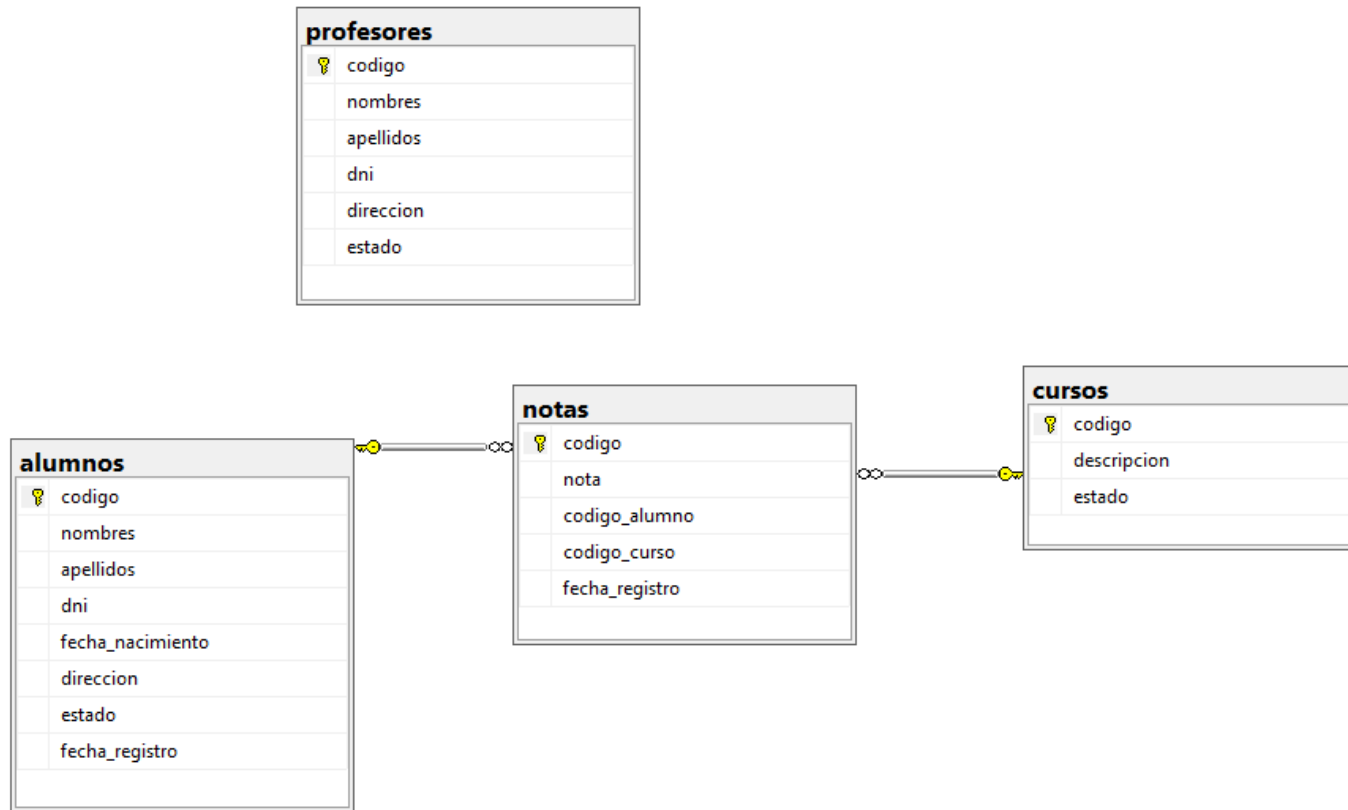 profesores
codigo
nombres
apellidos
dni
direccion
estado
alumnos
codigo
nombres
apellidos
dni
fecha_nacimiento
direccion
estado
fecha_registro
notas
codigo
nota
codigo_alumno
codigo_curso
fecha_registro
cursos
codigo
descripcion
estado